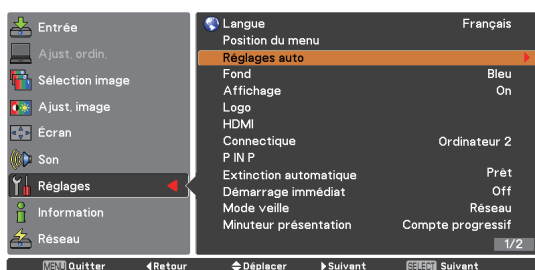 Entrée
Ajust. ordin.
Sélection image
Ajust. image
Écran
Son
Réglages
Information
Réseau
Langue Français
Position du menu
Réglages auto
Fond Bleu
Affichage On
Logo
HDMI
Connectique Ordinateur 2
P IN P
Extinction automatique Prêt
Démarrage immédiat Off
Mode veille Réseau
Minuteur présentation Compte progressif
1/2
MENU Quitter Retour Déplacer Suivant SELECT Suivant